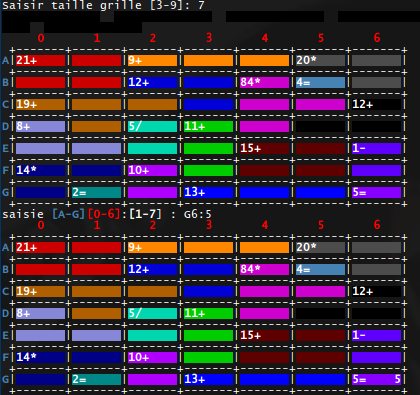 Saisir taille grille [3-9]: 7
0 1 2 3 4 5 6
+-----+-----+-----+-----+-----+-----+-----+
A|21+ | |9+ | | |20* | |
+-----+-----+-----+-----+-----+-----+-----+
B| | |12+ | |84* |4= | |
+-----+-----+-----+-----+-----+-----+-----+
C|19+ | | | | | |12+ |
+-----+-----+-----+-----+-----+-----+-----+
D|8+ | |5/ |11+ | | | |
+-----+-----+-----+-----+-----+-----+-----+
E| | | | |15+ | |1- |
+-----+-----+-----+-----+-----+-----+-----+
F|14* | |10+ | | | | |
+-----+-----+-----+-----+-----+-----+-----+
G| |2= | |13+ | | |5= |
+-----+-----+-----+-----+-----+-----+-----+
saisie [A-G][0-6]:[1-7] : G6:5
0 1 2 3 4 5 6
+-----+-----+-----+-----+-----+-----+-----+
A|21+ | |9+ | | |20* | |
+-----+-----+-----+-----+-----+-----+-----+
B| | |12+ | |84* |4= | |
+-----+-----+-----+-----+-----+-----+-----+
C|19+ | | | | | |12+ |
+-----+-----+-----+-----+-----+-----+-----+
D|8+ | |5/ |11+ | | | |
+-----+-----+-----+-----+-----+-----+-----+
E| | | | |15+ | |1- |
+-----+-----+-----+-----+-----+-----+-----+
F|14* | |10+ | | | | |
+-----+-----+-----+-----+-----+-----+-----+
G| |2= | |13+ | | |5= 5|
+-----+-----+-----+-----+-----+-----+-----+